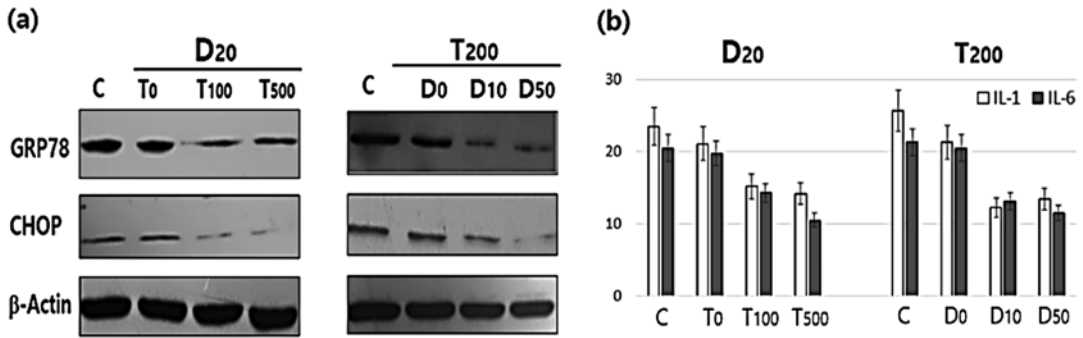 (a)
D20
T200
C T0 T100 T500
C D0 D10 D50
GRP78
CHOP
β-Actin
(b)
D20 T200
30
IL-1 IL-6
20
10
0
C T0 T100 T500 C D0 D10 D50